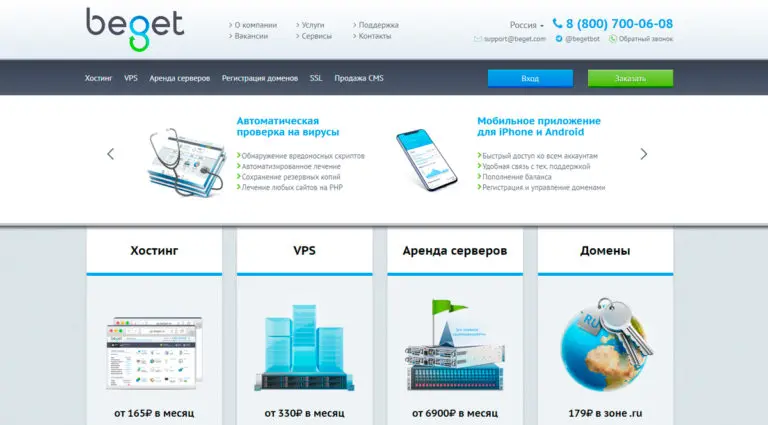 beget
О компании
Вакансии
Услуги
Сервисы
Поддержка
Контакты
Россия
8 (800) 700-06-08
support@beget.com
@begetbot
Обратный звонок
Хостинг VPS Аренда серверов Регистрация доменов SSL Продажа CMS
Вход
Заказать
Автоматическая
проверка на вирусы
Обнаружение вредоносных скриптов
Автоматизированное лечение
Сохранение резервных копий
Лечение любых сайтов на PHP
Мобильное приложение
для iPhone и Android
Быстрый доступ ко всем аккаунтам
Удобная связь с тех. поддержкой
Пополнение баланса
Регистрация и управление доменами
Хостинг
VPS
Аренда серверов
Домены
beget
RU
от 165₽ в месяц
от 330₽ в месяц
от 6900₽ в месяц
179₽ в зоне .ru